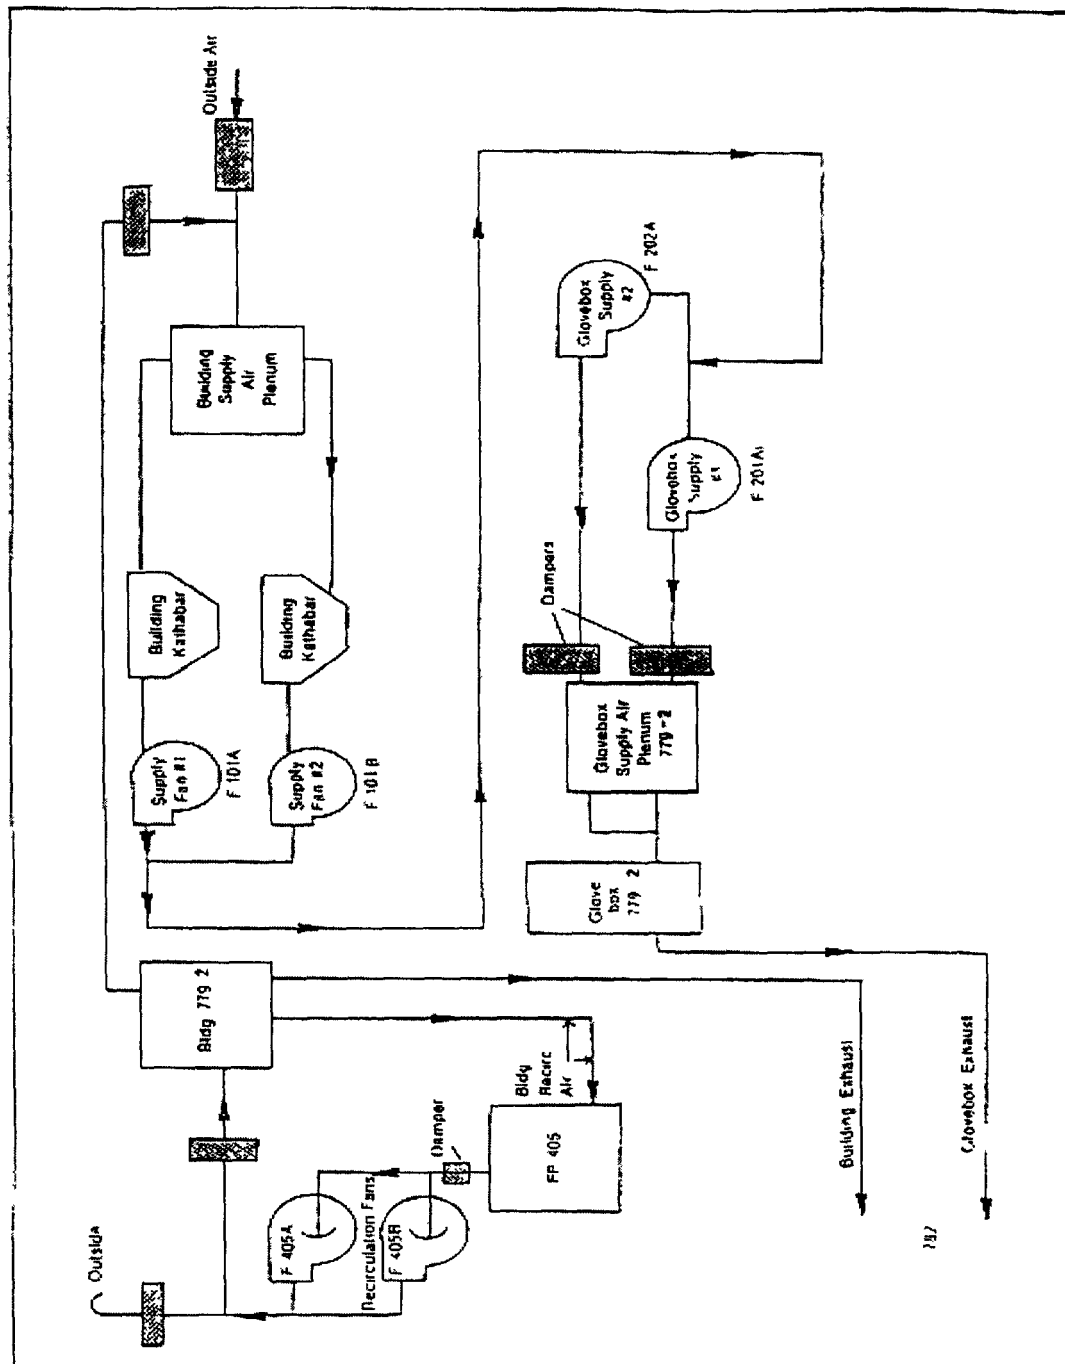 Outside Air
Building
Supply
Air
Plenum
Building
Kathabar
Building
Kathabar
Supply
Fan #1
F 101A
Supply
Fan #2
F 101B
Glovebox
Supply
#2
F 202A
Glovebox
Supply
#1
F 201A
Dampers
Glovebox
Supply Air
Plenum
779-2
Glove
box
779 2
Bldg 779 2
Bldg
Recirc
Air
Damper
FP 405
F 405A
Recirculation Fans
F 405B
Outside
Building Exhaust
Glovebox Exhaust
782